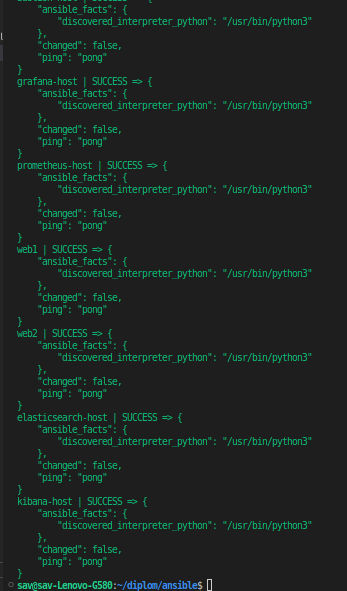 "ansible_facts": {
"discovered_interpreter_python": "/usr/bin/python3"
},
"changed": false,
"ping": "pong"
}
grafana-host | SUCCESS => {
"ansible_facts": {
"discovered_interpreter_python": "/usr/bin/python3"
},
"changed": false,
"ping": "pong"
}
prometheus-host | SUCCESS => {
"ansible_facts": {
"discovered_interpreter_python": "/usr/bin/python3"
},
"changed": false,
"ping": "pong"
}
web1 | SUCCESS => {
"ansible_facts": {
"discovered_interpreter_python": "/usr/bin/python3"
},
"changed": false,
"ping": "pong"
}
web2 | SUCCESS => {
"ansible_facts": {
"discovered_interpreter_python": "/usr/bin/python3"
},
"changed": false,
"ping": "pong"
}
elasticsearch-host | SUCCESS => {
"ansible_facts": {
"discovered_interpreter_python": "/usr/bin/python3"
},
"changed": false,
"ping": "pong"
}
kibana-host | SUCCESS => {
"ansible_facts": {
"discovered_interpreter_python": "/usr/bin/python3"
},
"changed": false,
"ping": "pong"
}
sav@sav-Lenovo-G580:~/diplom/ansible$